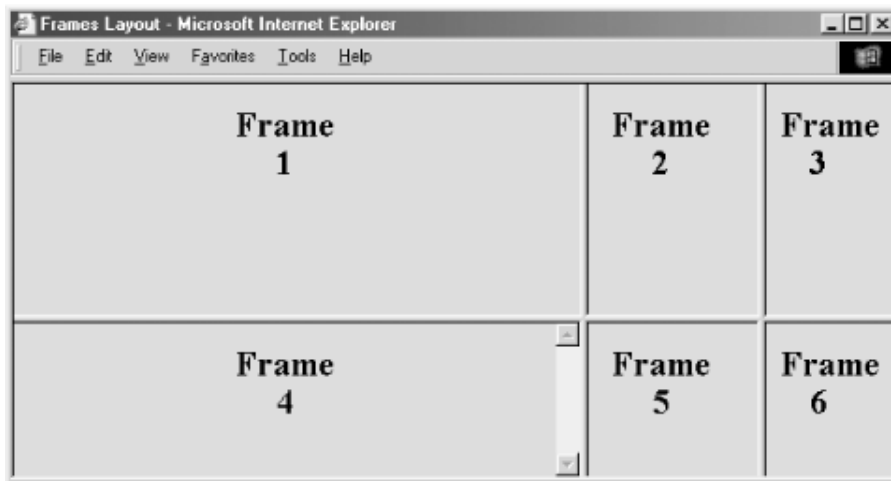 Frames Layout - Microsoft Internet Explorer
File Edit View Favorites Tools Help
Frame
1
Frame
2
Frame
3
Frame
4
Frame
5
Frame
6